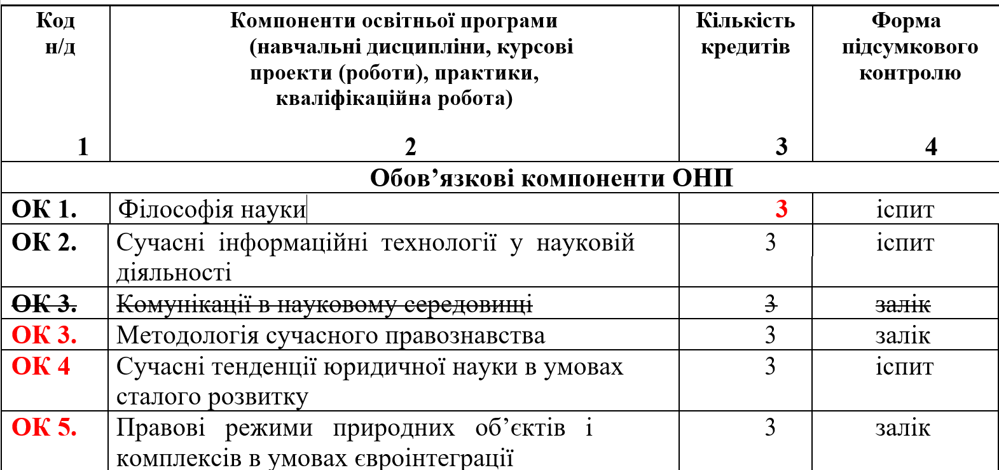 Код
н/д
1
Компоненти освітньої програми
(навчальні дисципліни, курсові
проекти (роботи), практики,
кваліфікаційна робота)
2
Кількість
кредитів
3
Форма
підсумкового
контролю
4
Обов’язкові компоненти ОНП
ОК 1. Філософія науки 3 іспит
ОК 2. Сучасні інформаційні технології у науковій 3 іспит
діяльності
ОК 3. Комунікації в науковому середовищі 3 залік
ОК 3. Методологія сучасного правознавства 3 залік
ОК 4 Сучасні тенденції юридичної науки в умовах 3 іспит
сталого розвитку
ОК 5. Правові режими природних об’єктів і 3 залік
комплексів в умовах євроінтеграції